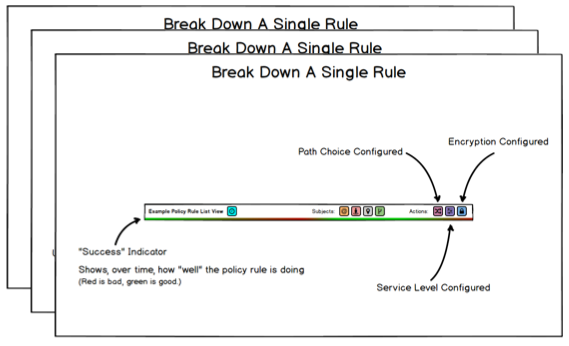 Break Down A Single Rule
Break Down A Single Rule
Break Down A Single Rule
Encryption Configured
Path Choice Configured
Example Policy Rule List View
Subjects:
Actions:
"Success" Indicator
Shows, over time, how "well" the policy rule is doing
(Red is bad, green is good.)
Service Level Configured